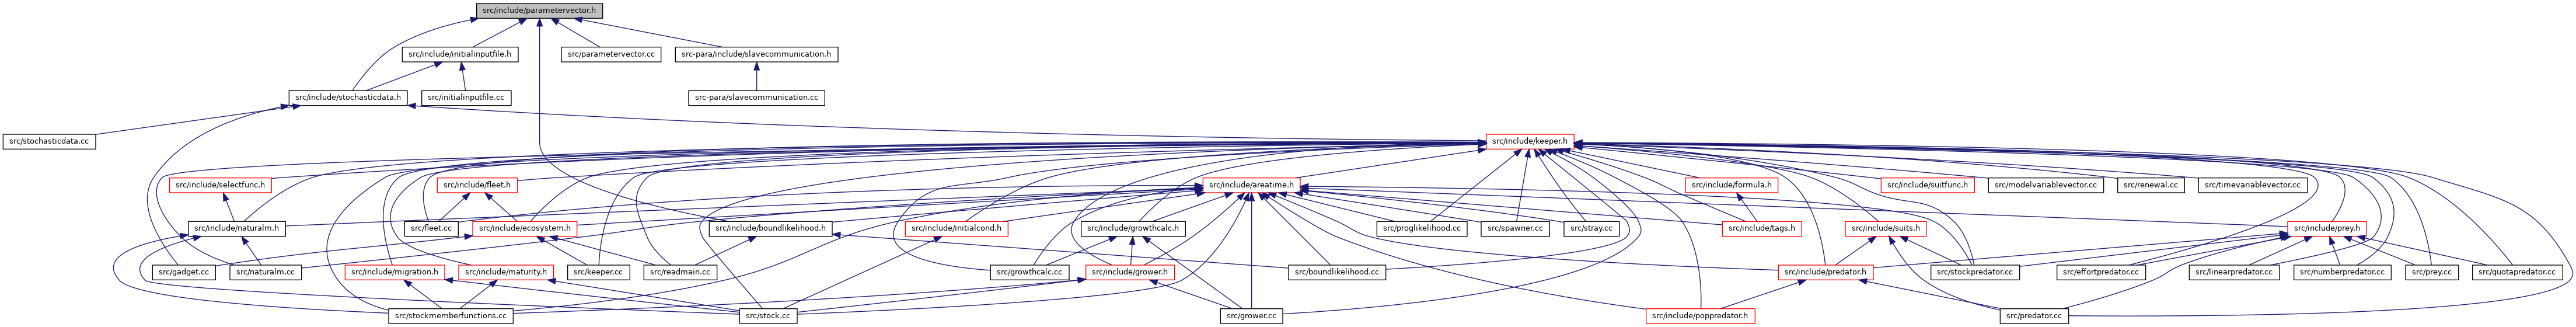 src/include/parametervector.h
src/include/initialinputfile.h
src/parametervector.cc
src-para/include/slavecommunication.h
src/include/stochasticdata.h
src/initialinputfile.cc
src-para/slavecommunication.cc
src/stochasticdata.cc
src/include/keeper.h
src/include/selectfunc.h
src/include/fleet.h
src/include/areatime.h
src/include/formula.h
src/include/suitfunc.h
src/modelvariablevector.cc
src/renewal.cc
src/timevariablevector.cc
src/include/naturalm.h
src/fleet.cc
src/include/ecosystem.h
src/include/boundlikelihood.h
src/include/initialcond.h
src/include/growthcalc.h
src/proglikelihood.cc
src/spawner.cc
src/stray.cc
src/include/tags.h
src/include/suits.h
src/include/prey.h
src/gadget.cc
src/naturalm.cc
src/include/migration.h
src/include/maturity.h
src/keeper.cc
src/readmain.cc
src/growthcalc.cc
src/include/grower.h
src/boundlikelihood.cc
src/include/predator.h
src/stockpredator.cc
src/effortpredator.cc
src/linearpredator.cc
src/numberpredator.cc
src/prey.cc
src/quotapredator.cc
src/stockmemberfunctions.cc
src/stock.cc
src/grower.cc
src/include/poppredator.h
src/predator.cc